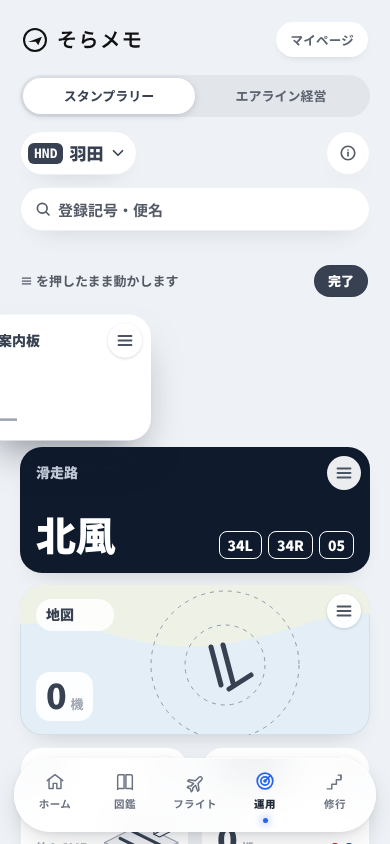 そらメモ
マイページ
スタンプラリー
エアライン経営
HND 羽田
登録記号・便名
を押したまま動かします
完了
案内板
滑走路
北風
34L 34R 05
地図
0 機
ホーム
図鑑
フライト
運用
修行